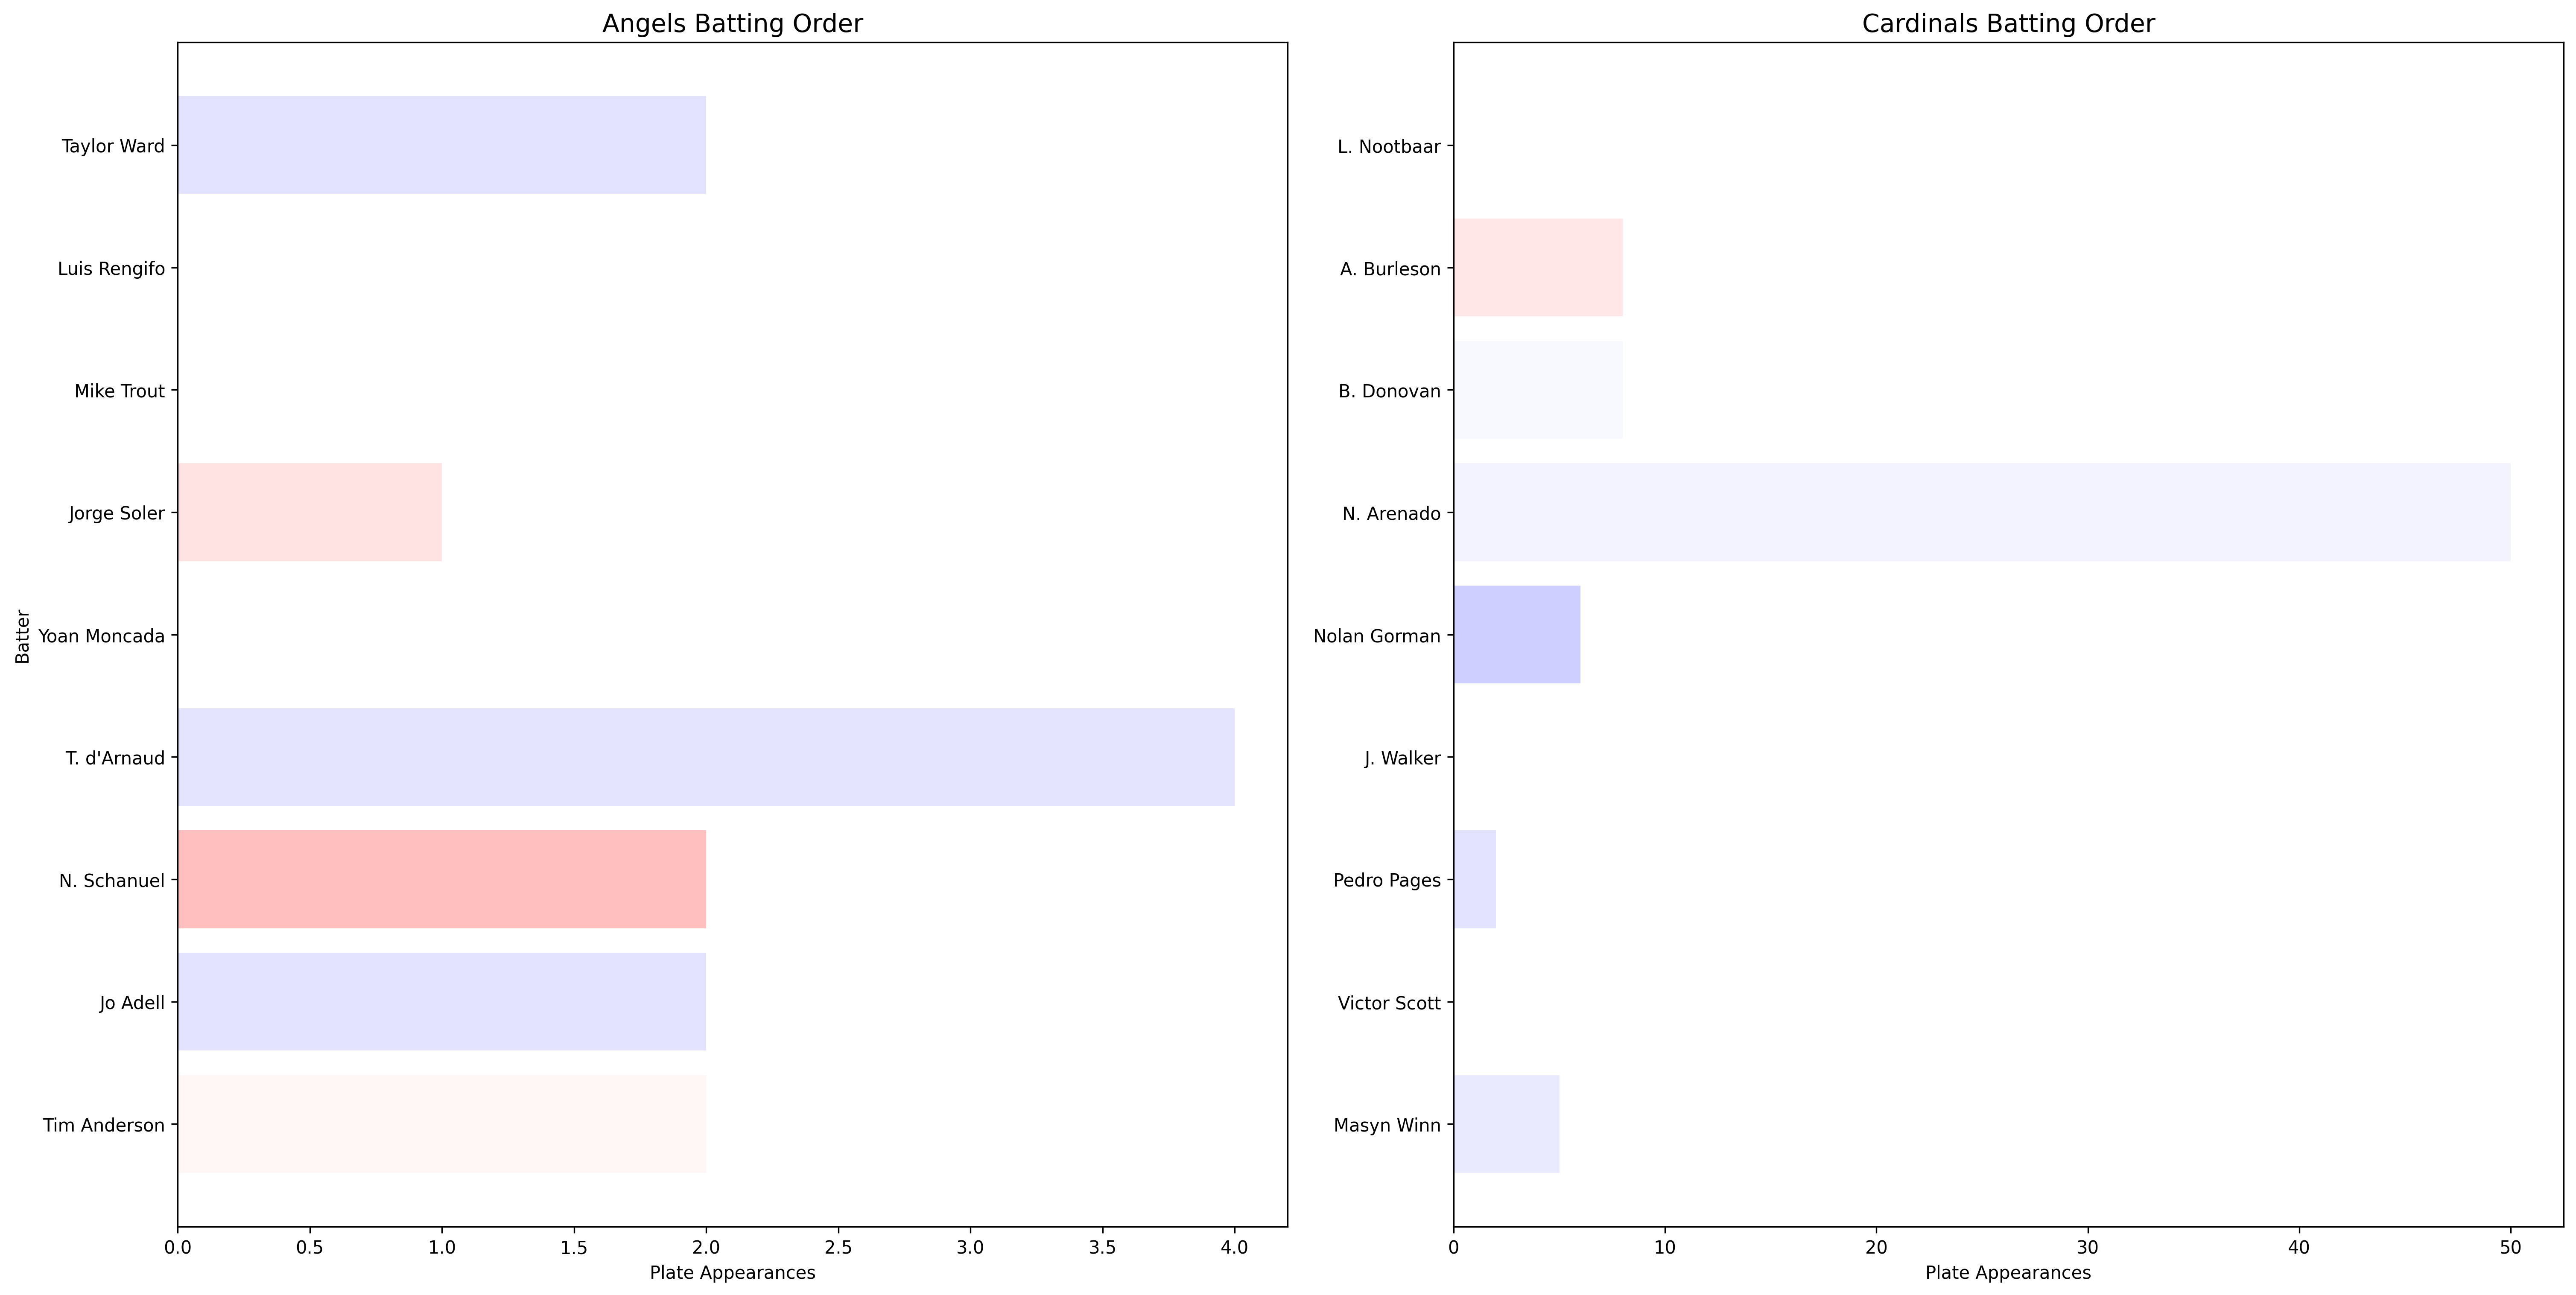 Angels Batting Order
Batter
Taylor Ward
Luis Rengifo
Mike Trout
Jorge Soler
Yoan Moncada
T. d'Arnaud
N. Schanuel
Jo Adell
Tim Anderson
0.0 0.5 1.0 1.5 2.0 2.5 3.0 3.5 4.0
Plate Appearances
Cardinals Batting Order
L. Nootbaar
A. Burleson
B. Donovan
N. Arenado
Nolan Gorman
J. Walker
Pedro Pages
Victor Scott
Masyn Winn
0 10 20 30 40 50
Plate Appearances